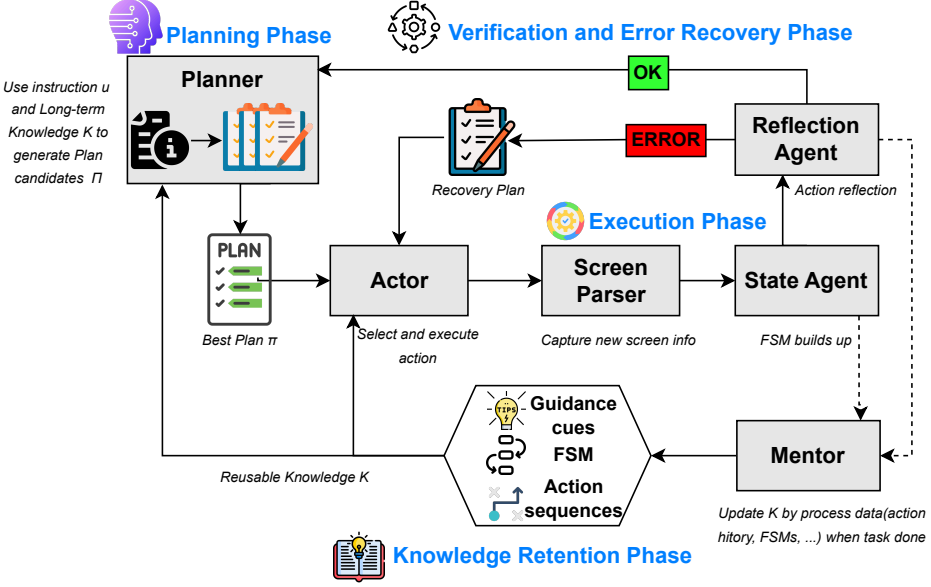 Planning Phase
Verification and Error Recovery Phase
Planner
Use instruction u
and Long-term
Knowledge K to
generate Plan
candidates Π
OK
ERROR
Reflection
Agent
Action reflection
Recovery Plan
Execution Phase
PLAN
Best Plan π
Actor
Select and execute
action
Screen
Parser
Capture new screen info
State Agent
FSM builds up
TIPS
Guidance
cues
FSM
Action
sequences
Reusable Knowledge K
Mentor
Update K by process data(action
hitory, FSMs, ...) when task done
Knowledge Retention Phase